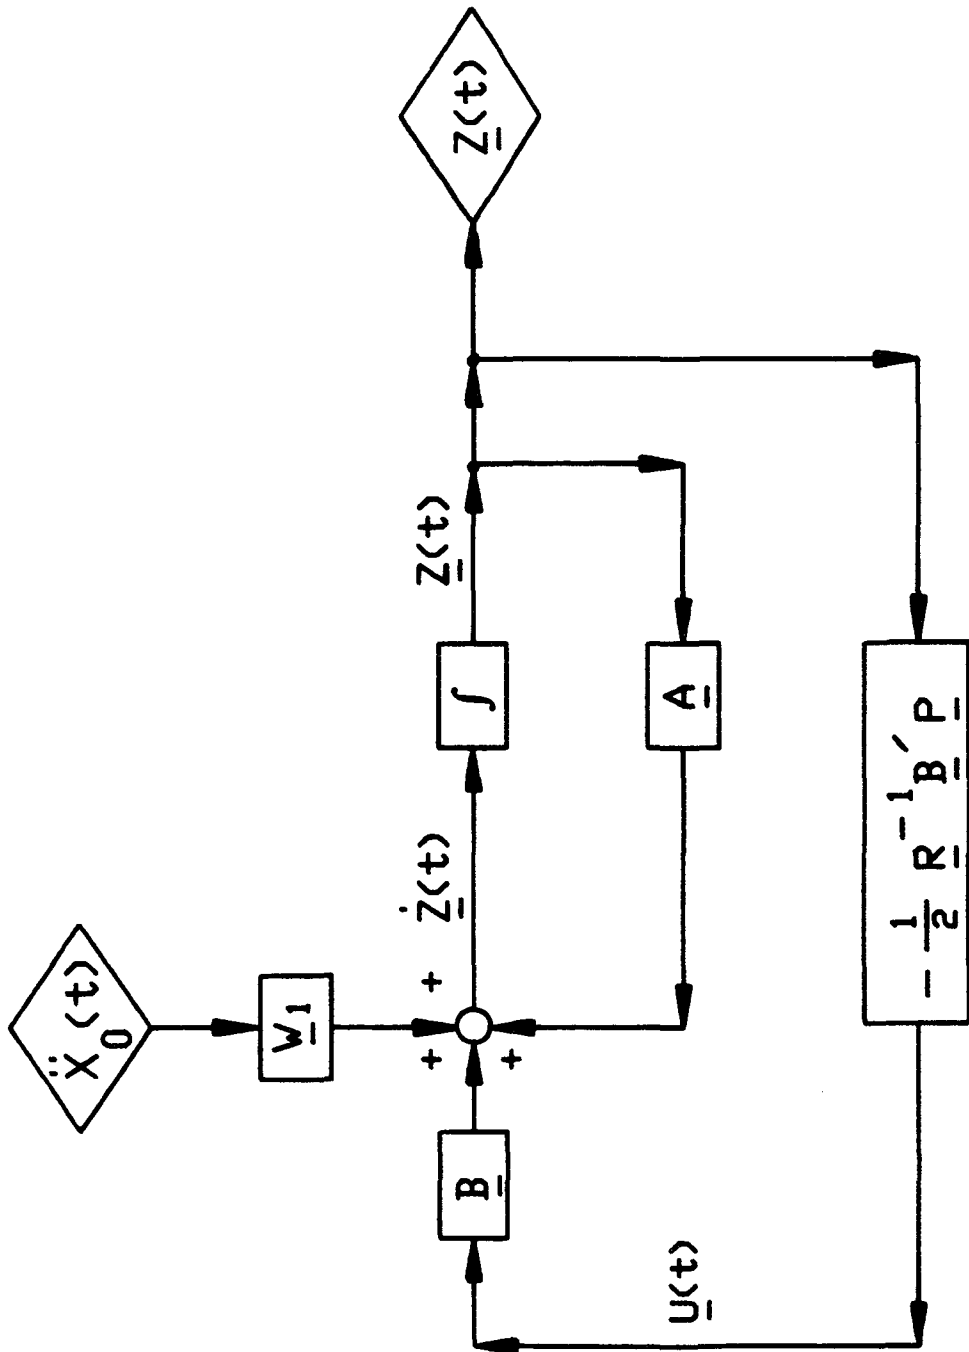 Ẍ₀(t)
W₁
+
+
+
B
Ż(t)
∫
Z(t)
Z(t)
A
U(t)
- 1/2 R⁻¹ B′ P